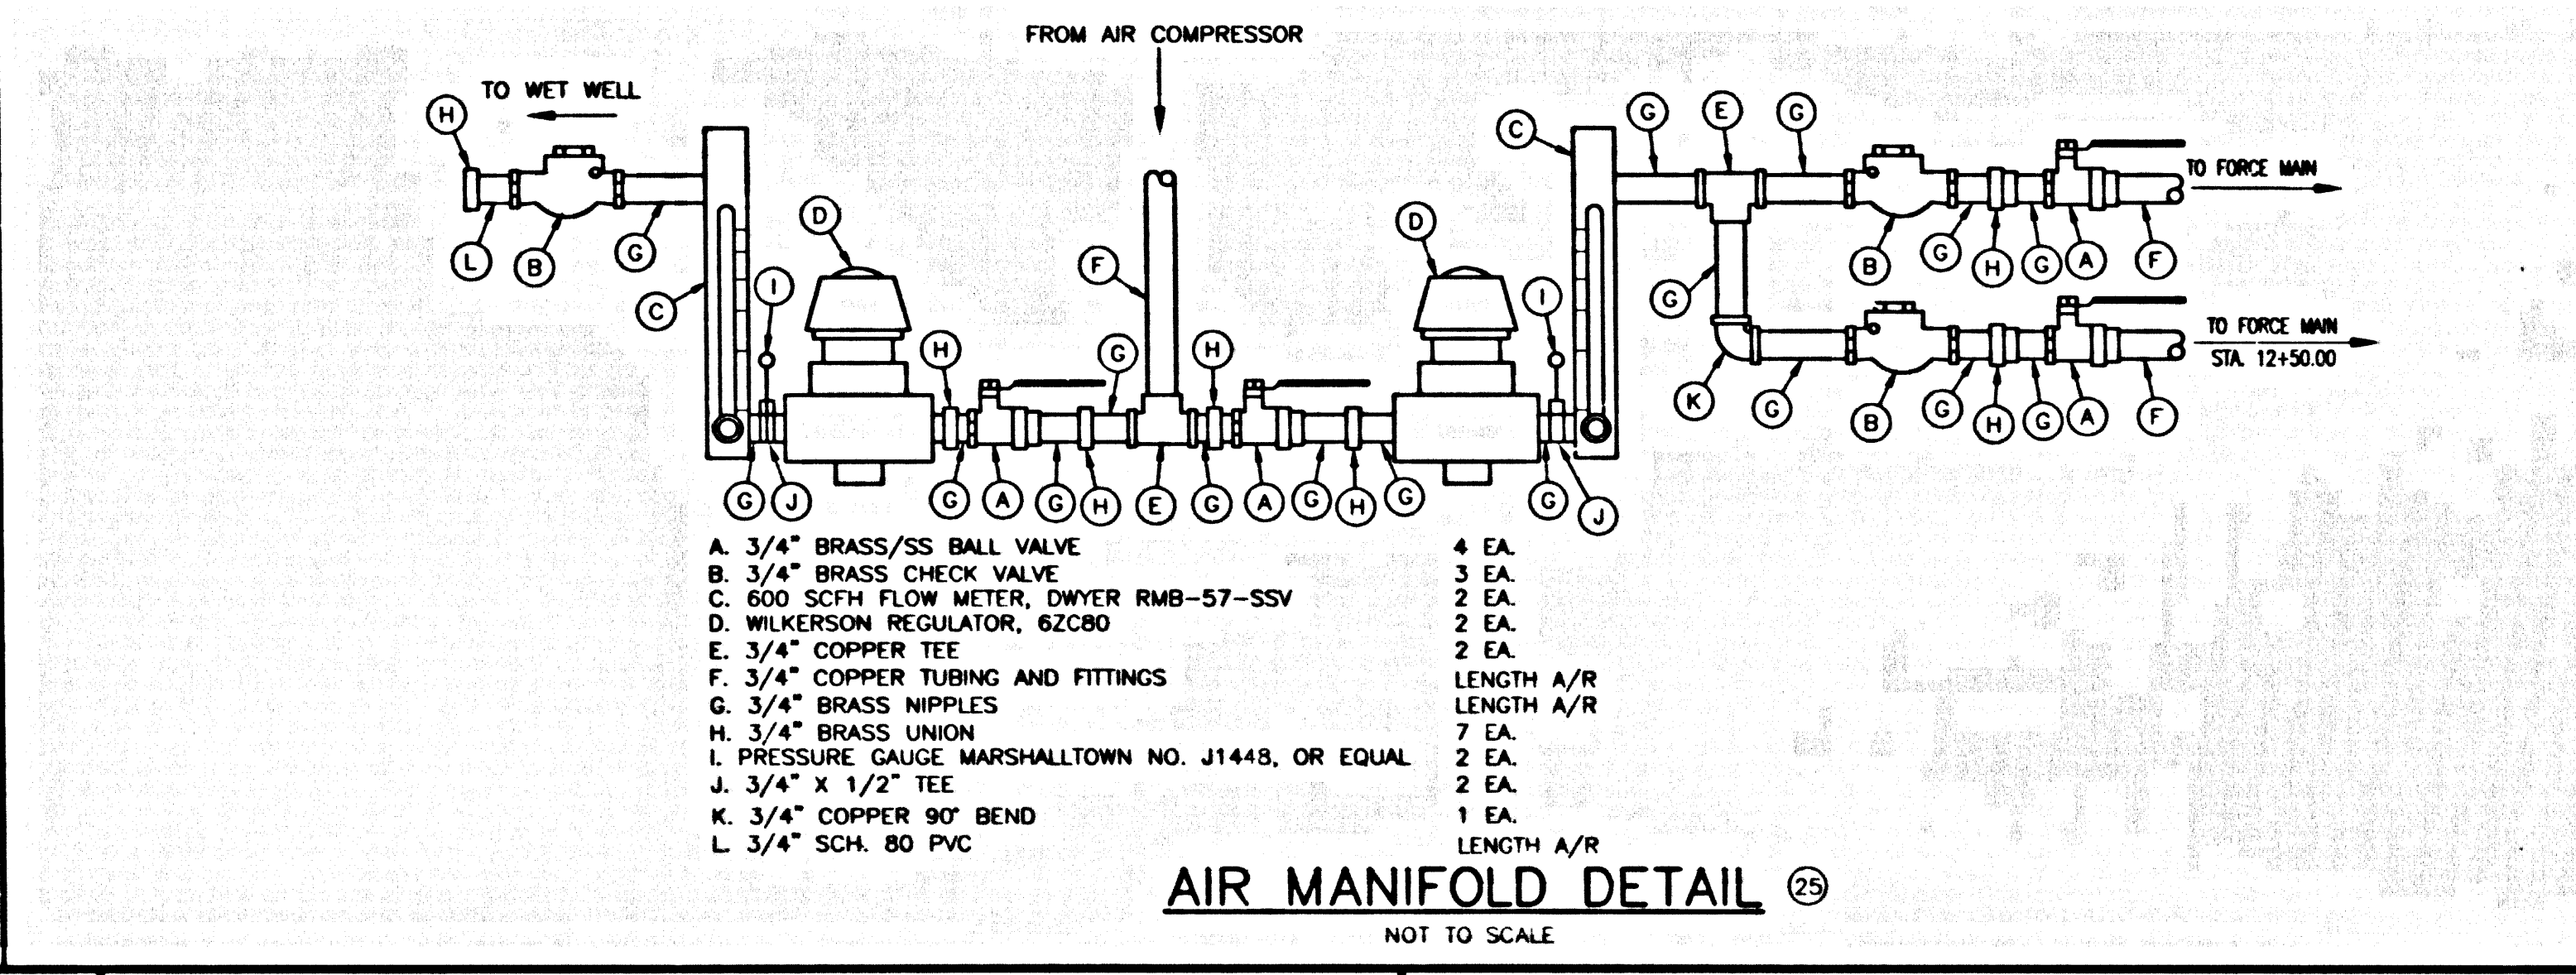 FROM AIR COMPRESSOR
TO WET WELL
H
L
B
G
C
I
D
G
J
H
G
A
G
H
G
F
E
H
G
A
G
H
G
D
I
G
J
C
G
E
G
B
G
H
G
A
F
TO FORCE MAIN
G
K
G
B
G
H
G
A
F
TO FORCE MAIN
STA. 12+50.00
A. 3/4" BRASS/SS BALL VALVE 4 EA.
B. 3/4" BRASS CHECK VALVE 3 EA.
C. 600 SCFH FLOW METER, DWYER RMB-57-SSV 2 EA.
D. WILKERSON REGULATOR, 6ZC80 2 EA.
E. 3/4" COPPER TEE 2 EA.
F. 3/4" COPPER TUBING AND FITTINGS LENGTH A/R
G. 3/4" BRASS NIPPLES LENGTH A/R
H. 3/4" BRASS UNION 7 EA.
I. PRESSURE GAUGE MARSHALLTOWN NO. J1448, OR EQUAL 2 EA.
J. 3/4" X 1/2" TEE 2 EA.
K. 3/4" COPPER 90° BEND 1 EA.
L. 3/4" SCH. 80 PVC LENGTH A/R
AIR MANIFOLD DETAIL 25
NOT TO SCALE